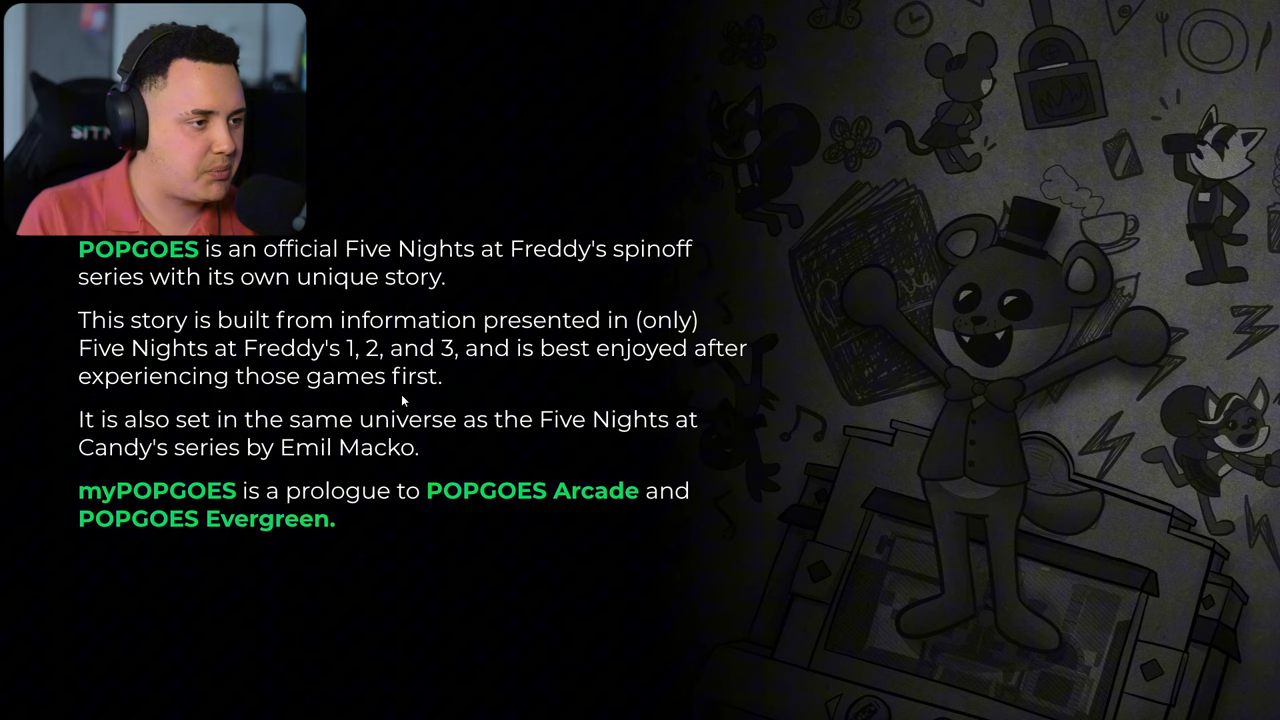 POPGOES is an official Five Nights at Freddy's spinoff
series with its own unique story.
This story is built from information presented in (only)
Five Nights at Freddy's 1, 2, and 3, and is best enjoyed after
experiencing those games first.
It is also set in the same universe as the Five Nights at
Candy's series by Emil Macko.
myPOPGOES is a prologue to POPGOES Arcade and
POPGOES Evergreen.